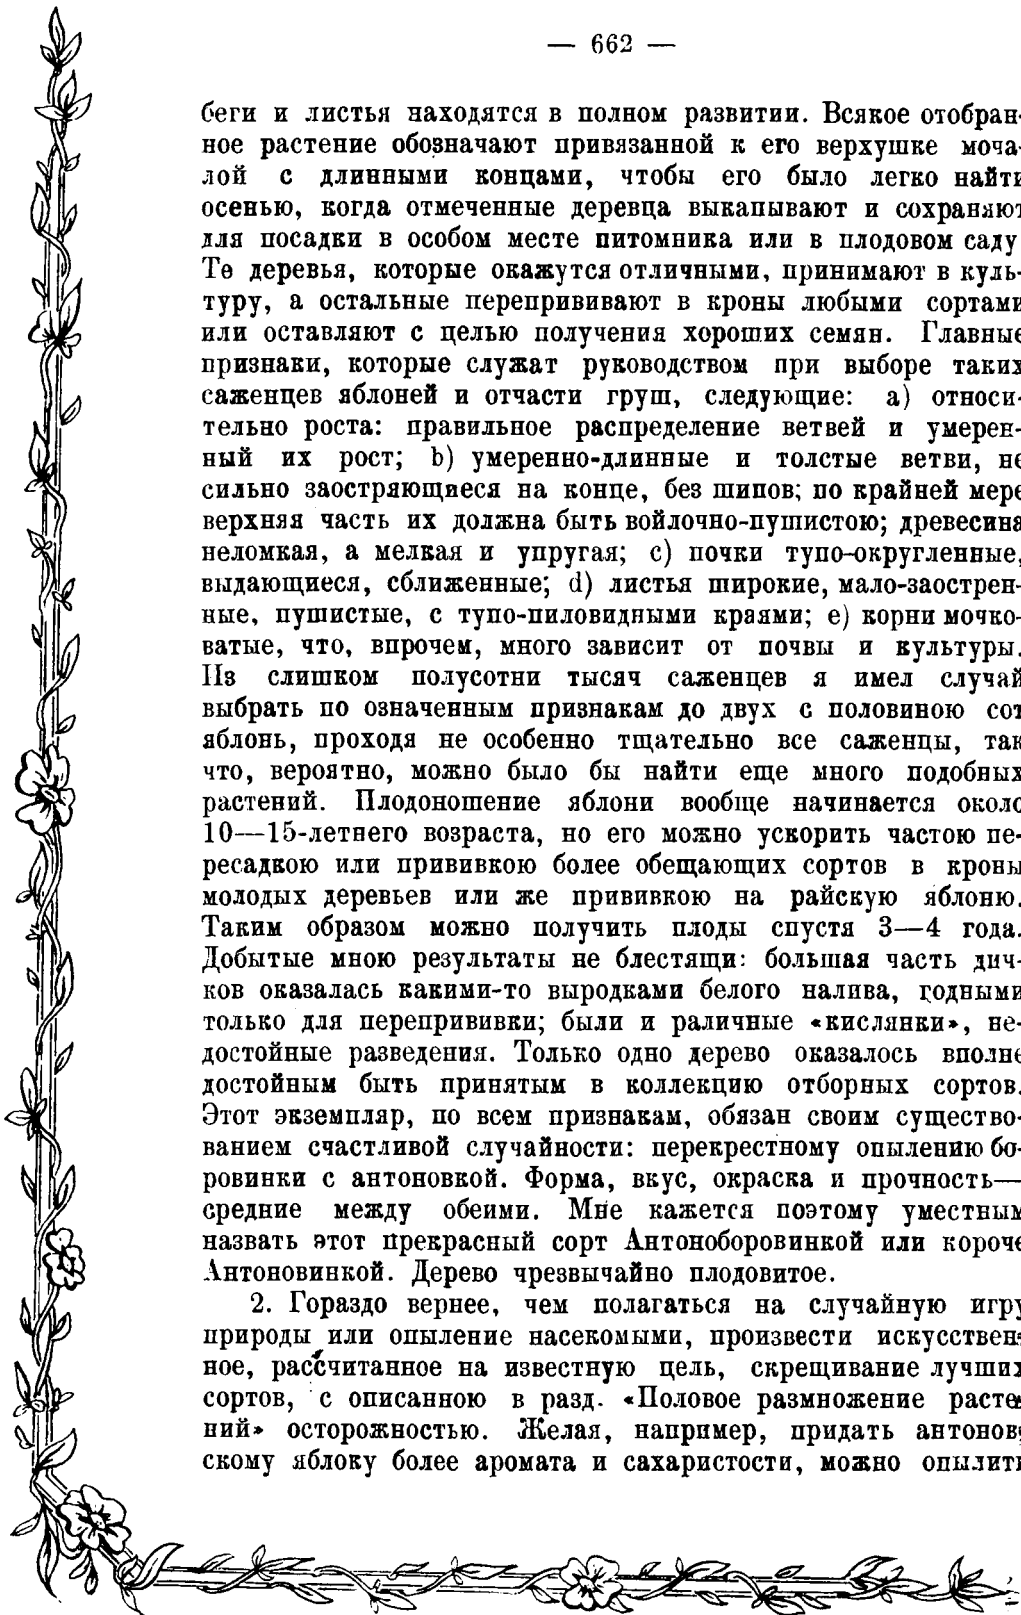 — 662 —
беги и листья находятся в полном развитии. Всякое отобран-
ное растение обозначают привязанной к его верхушке моча-
лой с длинными концами, чтобы его было легко найти
осенью, когда отмеченные деревца выкапывают и сохраняют
для посадки в особом месте питомника или в плодовом саду
Те деревья, которые окажутся отличными, принимают в куль-
туру, а остальные перепрививают в кроны любыми сортами
или оставляют с целью получения хороших семян. Главные
признаки, которые служат руководством при выборе таких
саженцев яблоней и отчасти груш, следующие: a) относи-
тельно роста: правильное распределение ветвей и умерен-
ный их рост; b) умеренно-длинные и толстые ветви, не
сильно заостряющиеся на конце, без шипов; по крайней мере
верхняя часть их должна быть войлочно-пушистою; древесина
неломкая, а мелкая и упругая; c) почки тупо-округленные,
выдающиеся, сближенные; d) листья широкие, мало-заострен-
ные, пушистые, с тупо-пиловидными краями; e) корни мочко-
ватые, что, впрочем, много зависит от почвы и культуры.
Из слишком полусотни тысяч саженцев я имел случай
выбрать по означенным признакам до двух с половиною сот
яблонь, проходя не особенно тщательно все саженцы, так
что, вероятно, можно было бы найти еще много подобных
растений. Плодоношение яблони вообще начинается около
10—15-летнего возраста, но его можно ускорить частою пе-
ресадкою или прививкою более обещающих сортов в кроны
молодых деревьев или же прививкою на райскую яблоню.
Таким образом можно получить плоды спустя 3—4 года.
Добытые мною результаты не блестящи: большая часть дич-
ков оказалась какими-то выродками белого налива, годными
только для перепрививки; были и раличные «кислянки», не-
достойные разведения. Только одно дерево оказалось вполне
достойным быть принятым в коллекцию отборных сортов.
Этот экземпляр, по всем признакам, обязан своим существо-
ванием счастливой случайности: перекрестному опылению бо-
ровинки с антоновкой. Форма, вкус, окраска и прочность—
средние между обеими. Мне кажется поэтому уместным
назвать этот прекрасный сорт Антоноборовинкой или короче
Антоновинкой. Дерево чрезвычайно плодовитое.
2. Гораздо вернее, чем полагаться на случайную игру
природы или опыление насекомыми, произвести искусствен-
ное, рассчитанное на известную цель, скрещивание лучших
сортов, с описанною в разд. «Половое размножение расте-
ний» осторожностью. Желая, например, придать антонов-
скому яблоку более аромата и сахаристости, можно опылить